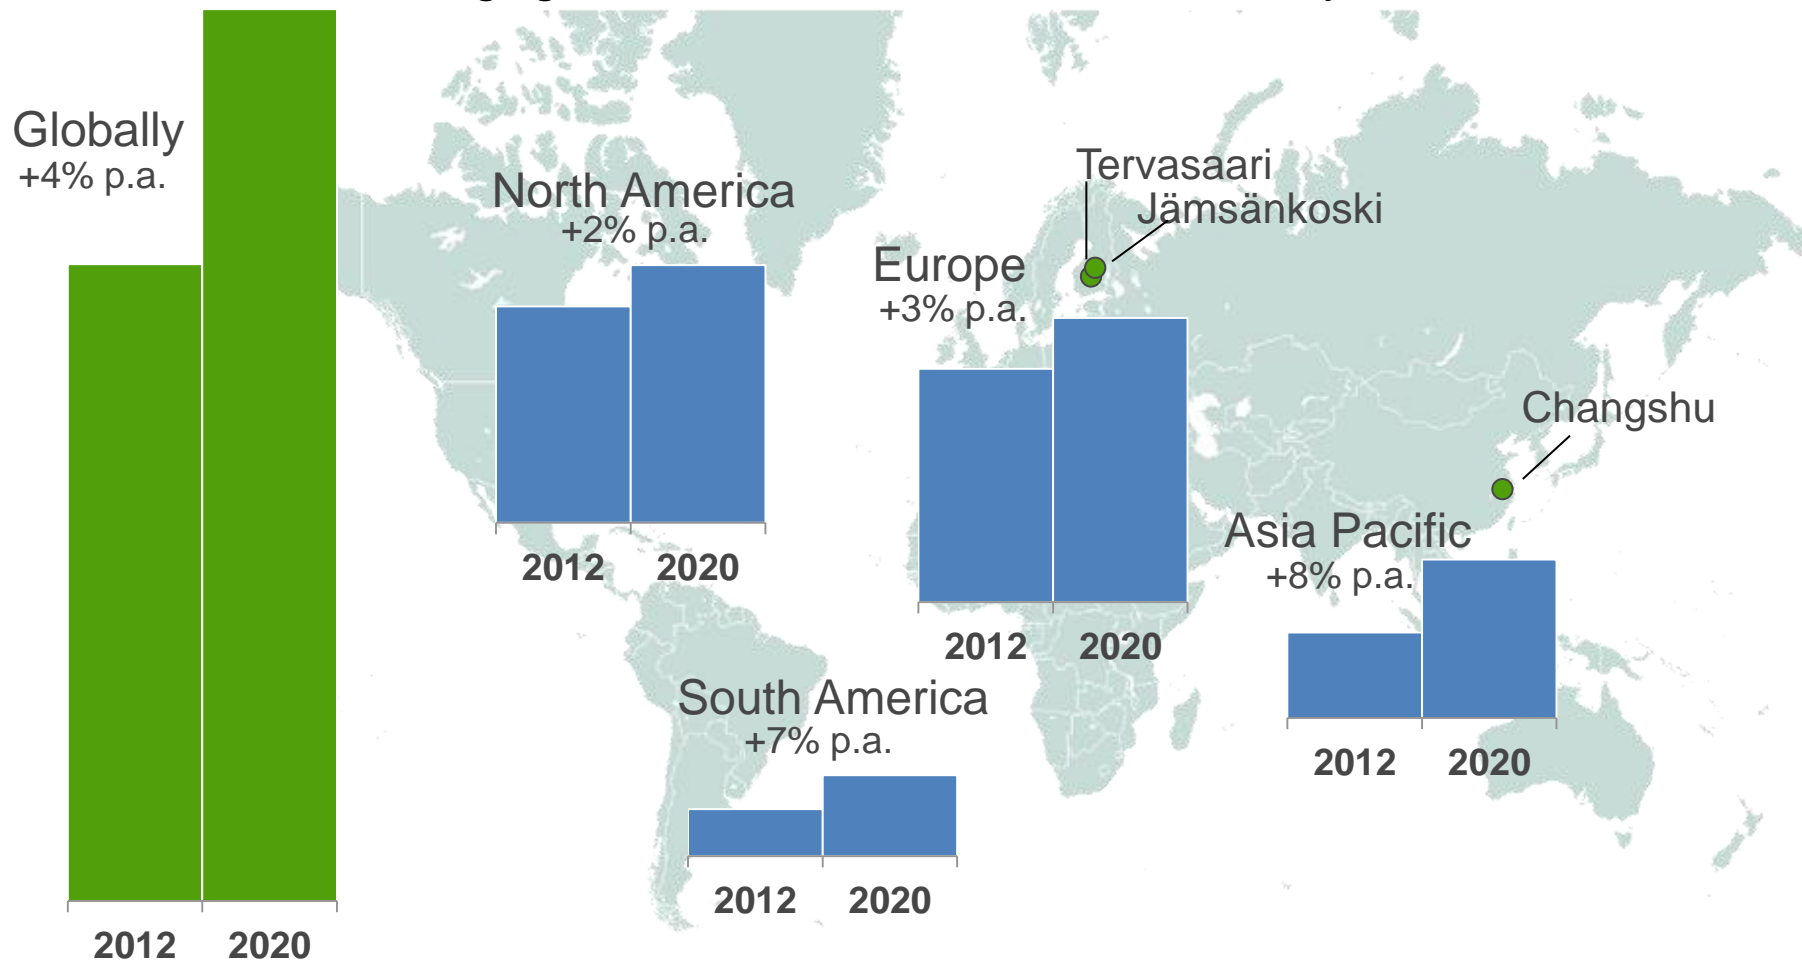 Globally
+4% p.a.
2012 2020
North America
+2% p.a.
2012 2020
South America
+7% p.a.
2012 2020
Europe
+3% p.a.
2012 2020
Tervasaari
Jämsänkoski
Changshu
Asia Pacific
+8% p.a.
2012 2020